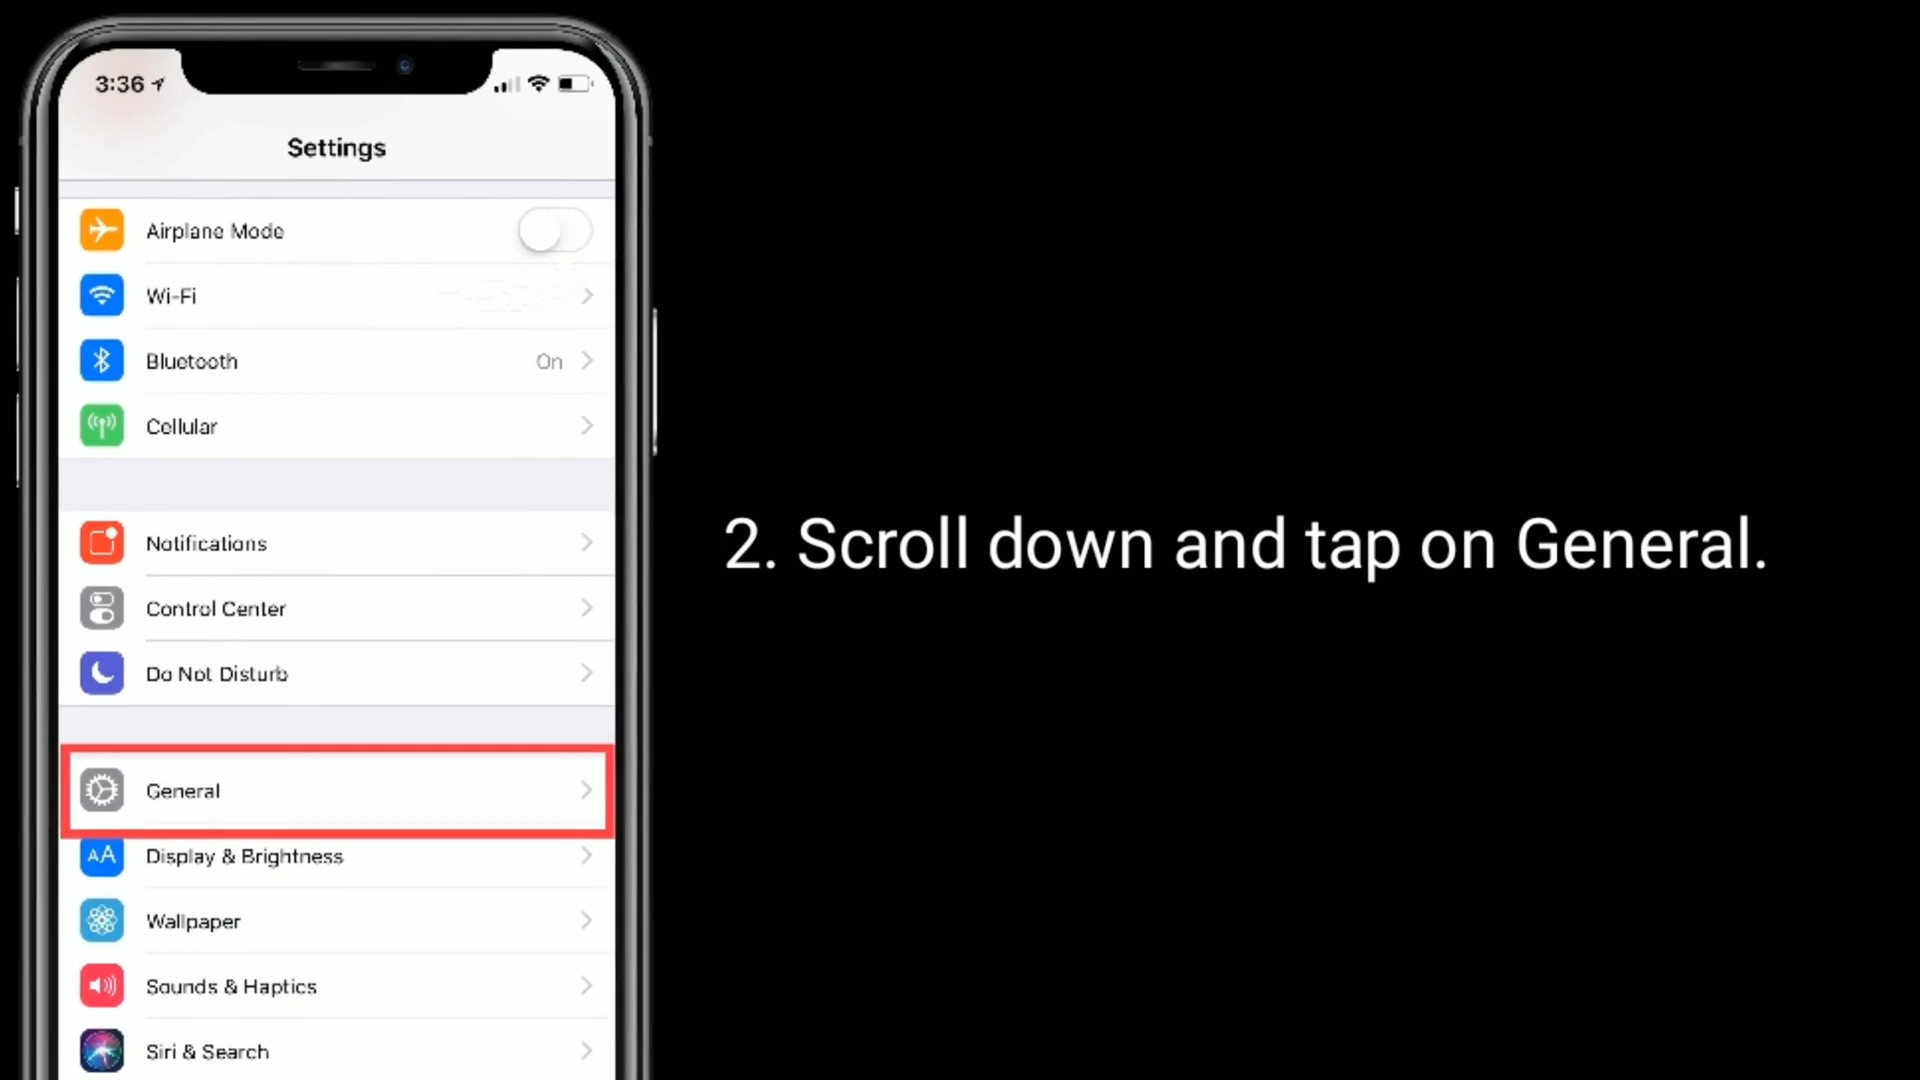 3:36
Settings
Airplane Mode
Wi-Fi
Bluetooth On
Cellular
Notifications
Control Center
Do Not Disturb
General
AA Display & Brightness
Wallpaper
Sounds & Haptics
Siri & Search
2. Scroll down and tap on General.